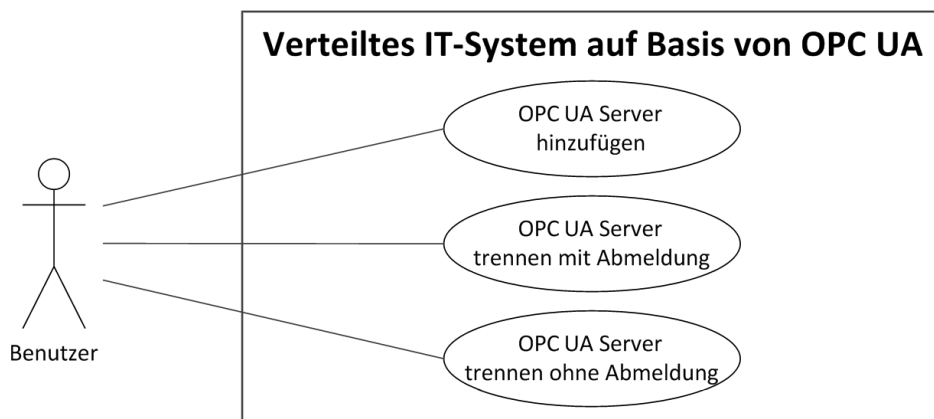 Verteiltes IT-System auf Basis von OPC UA
OPC UA Server
hinzufügen
OPC UA Server
trennen mit Abmeldung
OPC UA Server
trennen ohne Abmeldung
Benutzer